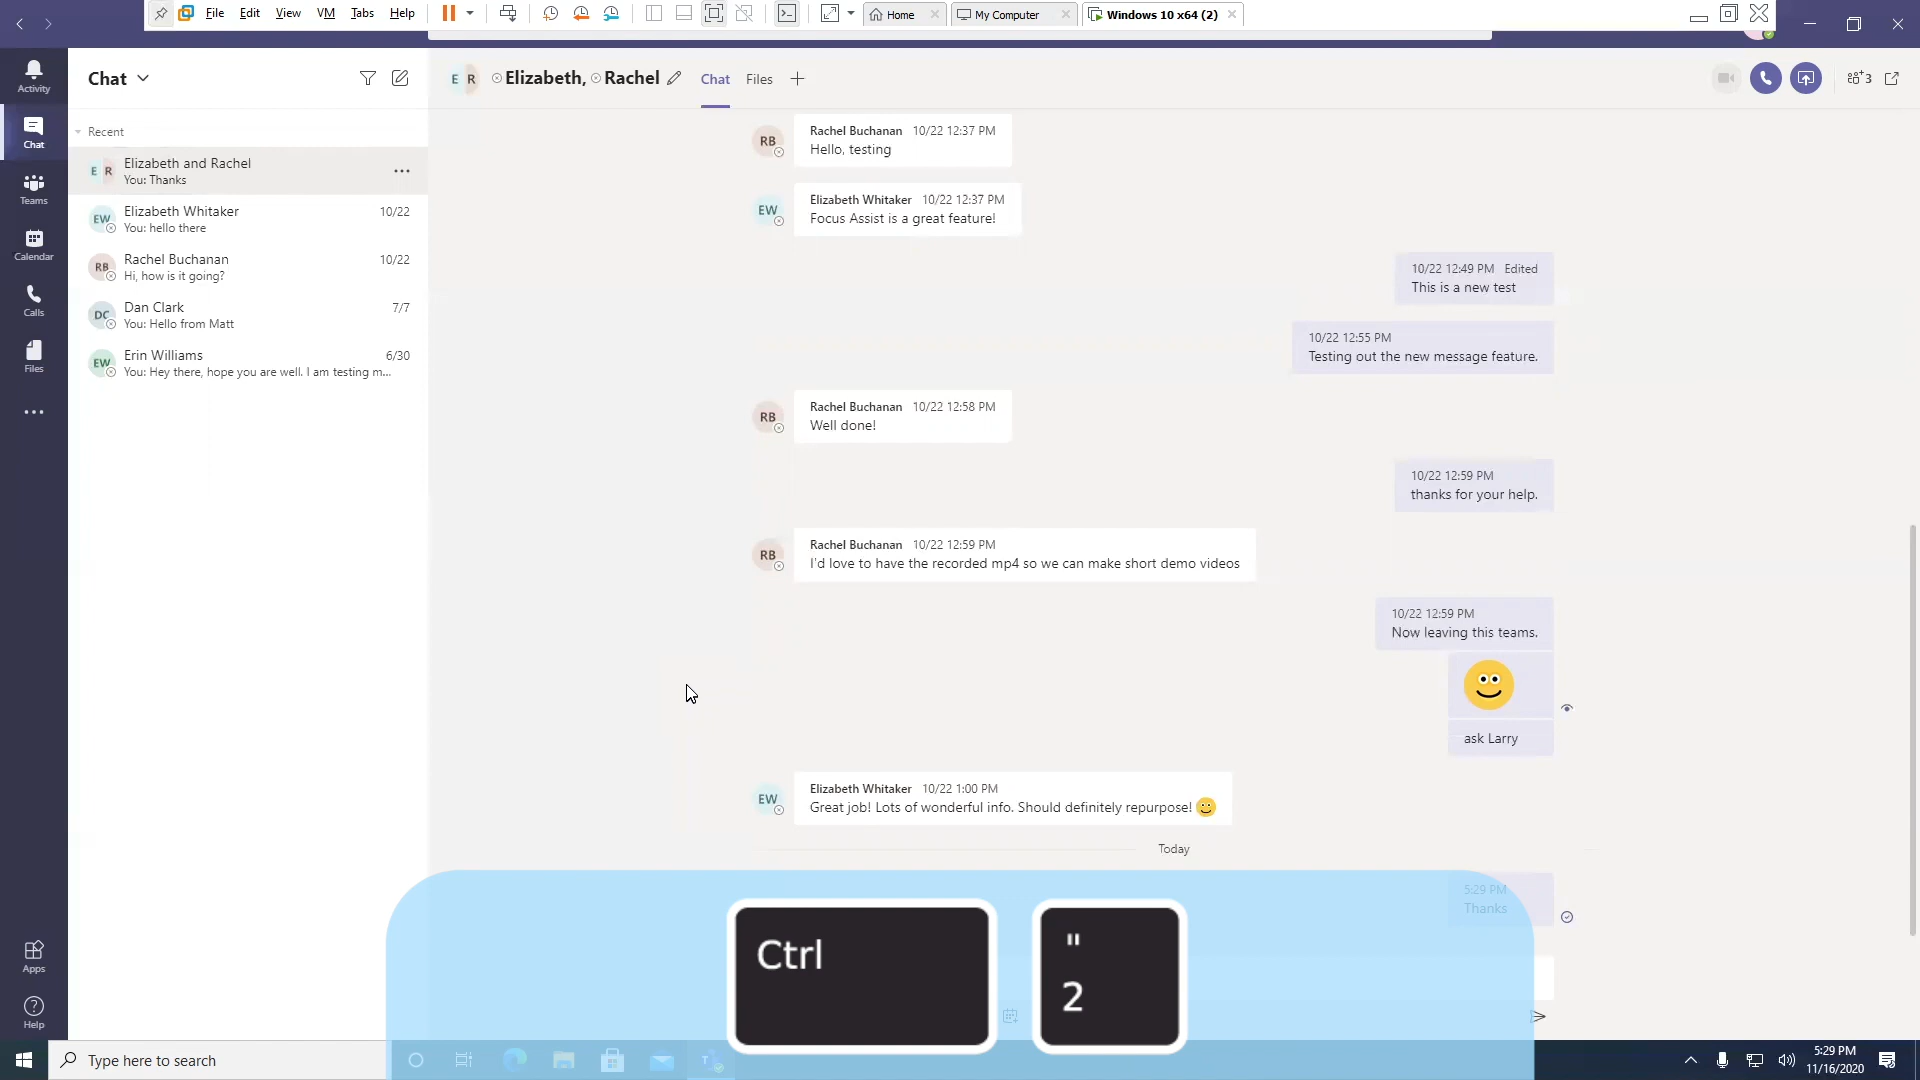 File Edit View VM Tabs Help
Home
My Computer
Windows 10 x64 (2)
Activity
Chat
Teams
Calendar
Calls
Files
Apps
Help
Chat
Recent
Elizabeth and Rachel
You: Thanks
Elizabeth Whitaker 10/22
You: hello there
Rachel Buchanan 10/22
Hi, how is it going?
Dan Clark 7/7
You: Hello from Matt
Erin Williams 6/30
You: Hey there, hope you are well. I am testing m...
E R Elizabeth, Rachel Chat Files
3
Rachel Buchanan 10/22 12:37 PM
Hello, testing
Elizabeth Whitaker 10/22 12:37 PM
Focus Assist is a great feature!
10/22 12:49 PM Edited
This is a new test
10/22 12:55 PM
Testing out the new message feature.
Rachel Buchanan 10/22 12:58 PM
Well done!
10/22 12:59 PM
thanks for your help.
Rachel Buchanan 10/22 12:59 PM
I'd love to have the recorded mp4 so we can make short demo videos
10/22 12:59 PM
Now leaving this teams.
ask Larry
Elizabeth Whitaker 10/22 1:00 PM
Great job! Lots of wonderful info. Should definitely repurpose!
Today
5:29 PM
Thanks
Ctrl
"
2
Type here to search
5:29 PM
11/16/2020
E R
EW
RB
DC
EW
RB
EW
RB
RB
EW